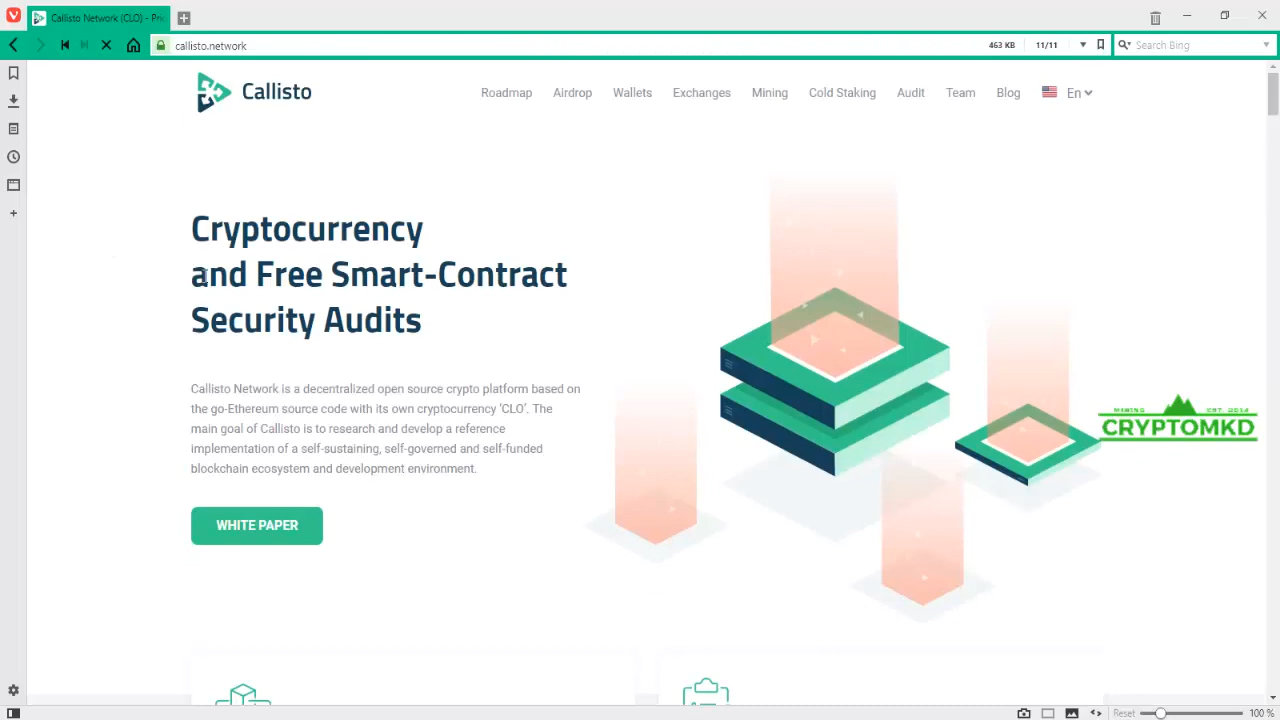 Callisto Network (CLO) - Pric
callisto.network
463 KB
11/11
Search Bing
Callisto
Roadmap
Airdrop
Wallets
Exchanges
Mining
Cold Staking
Audit
Team
Blog
En
Cryptocurrency
and Free Smart-Contract
Security Audits
Callisto Network is a decentralized open source crypto platform based on
the go-Ethereum source code with its own cryptocurrency 'CLO'. The
main goal of Callisto is to research and develop a reference
implementation of a self-sustaining, self-governed and self-funded
blockchain ecosystem and development environment.
WHITE PAPER
MINING EST. 2014
CRYPTOMKD
Reset
100 %